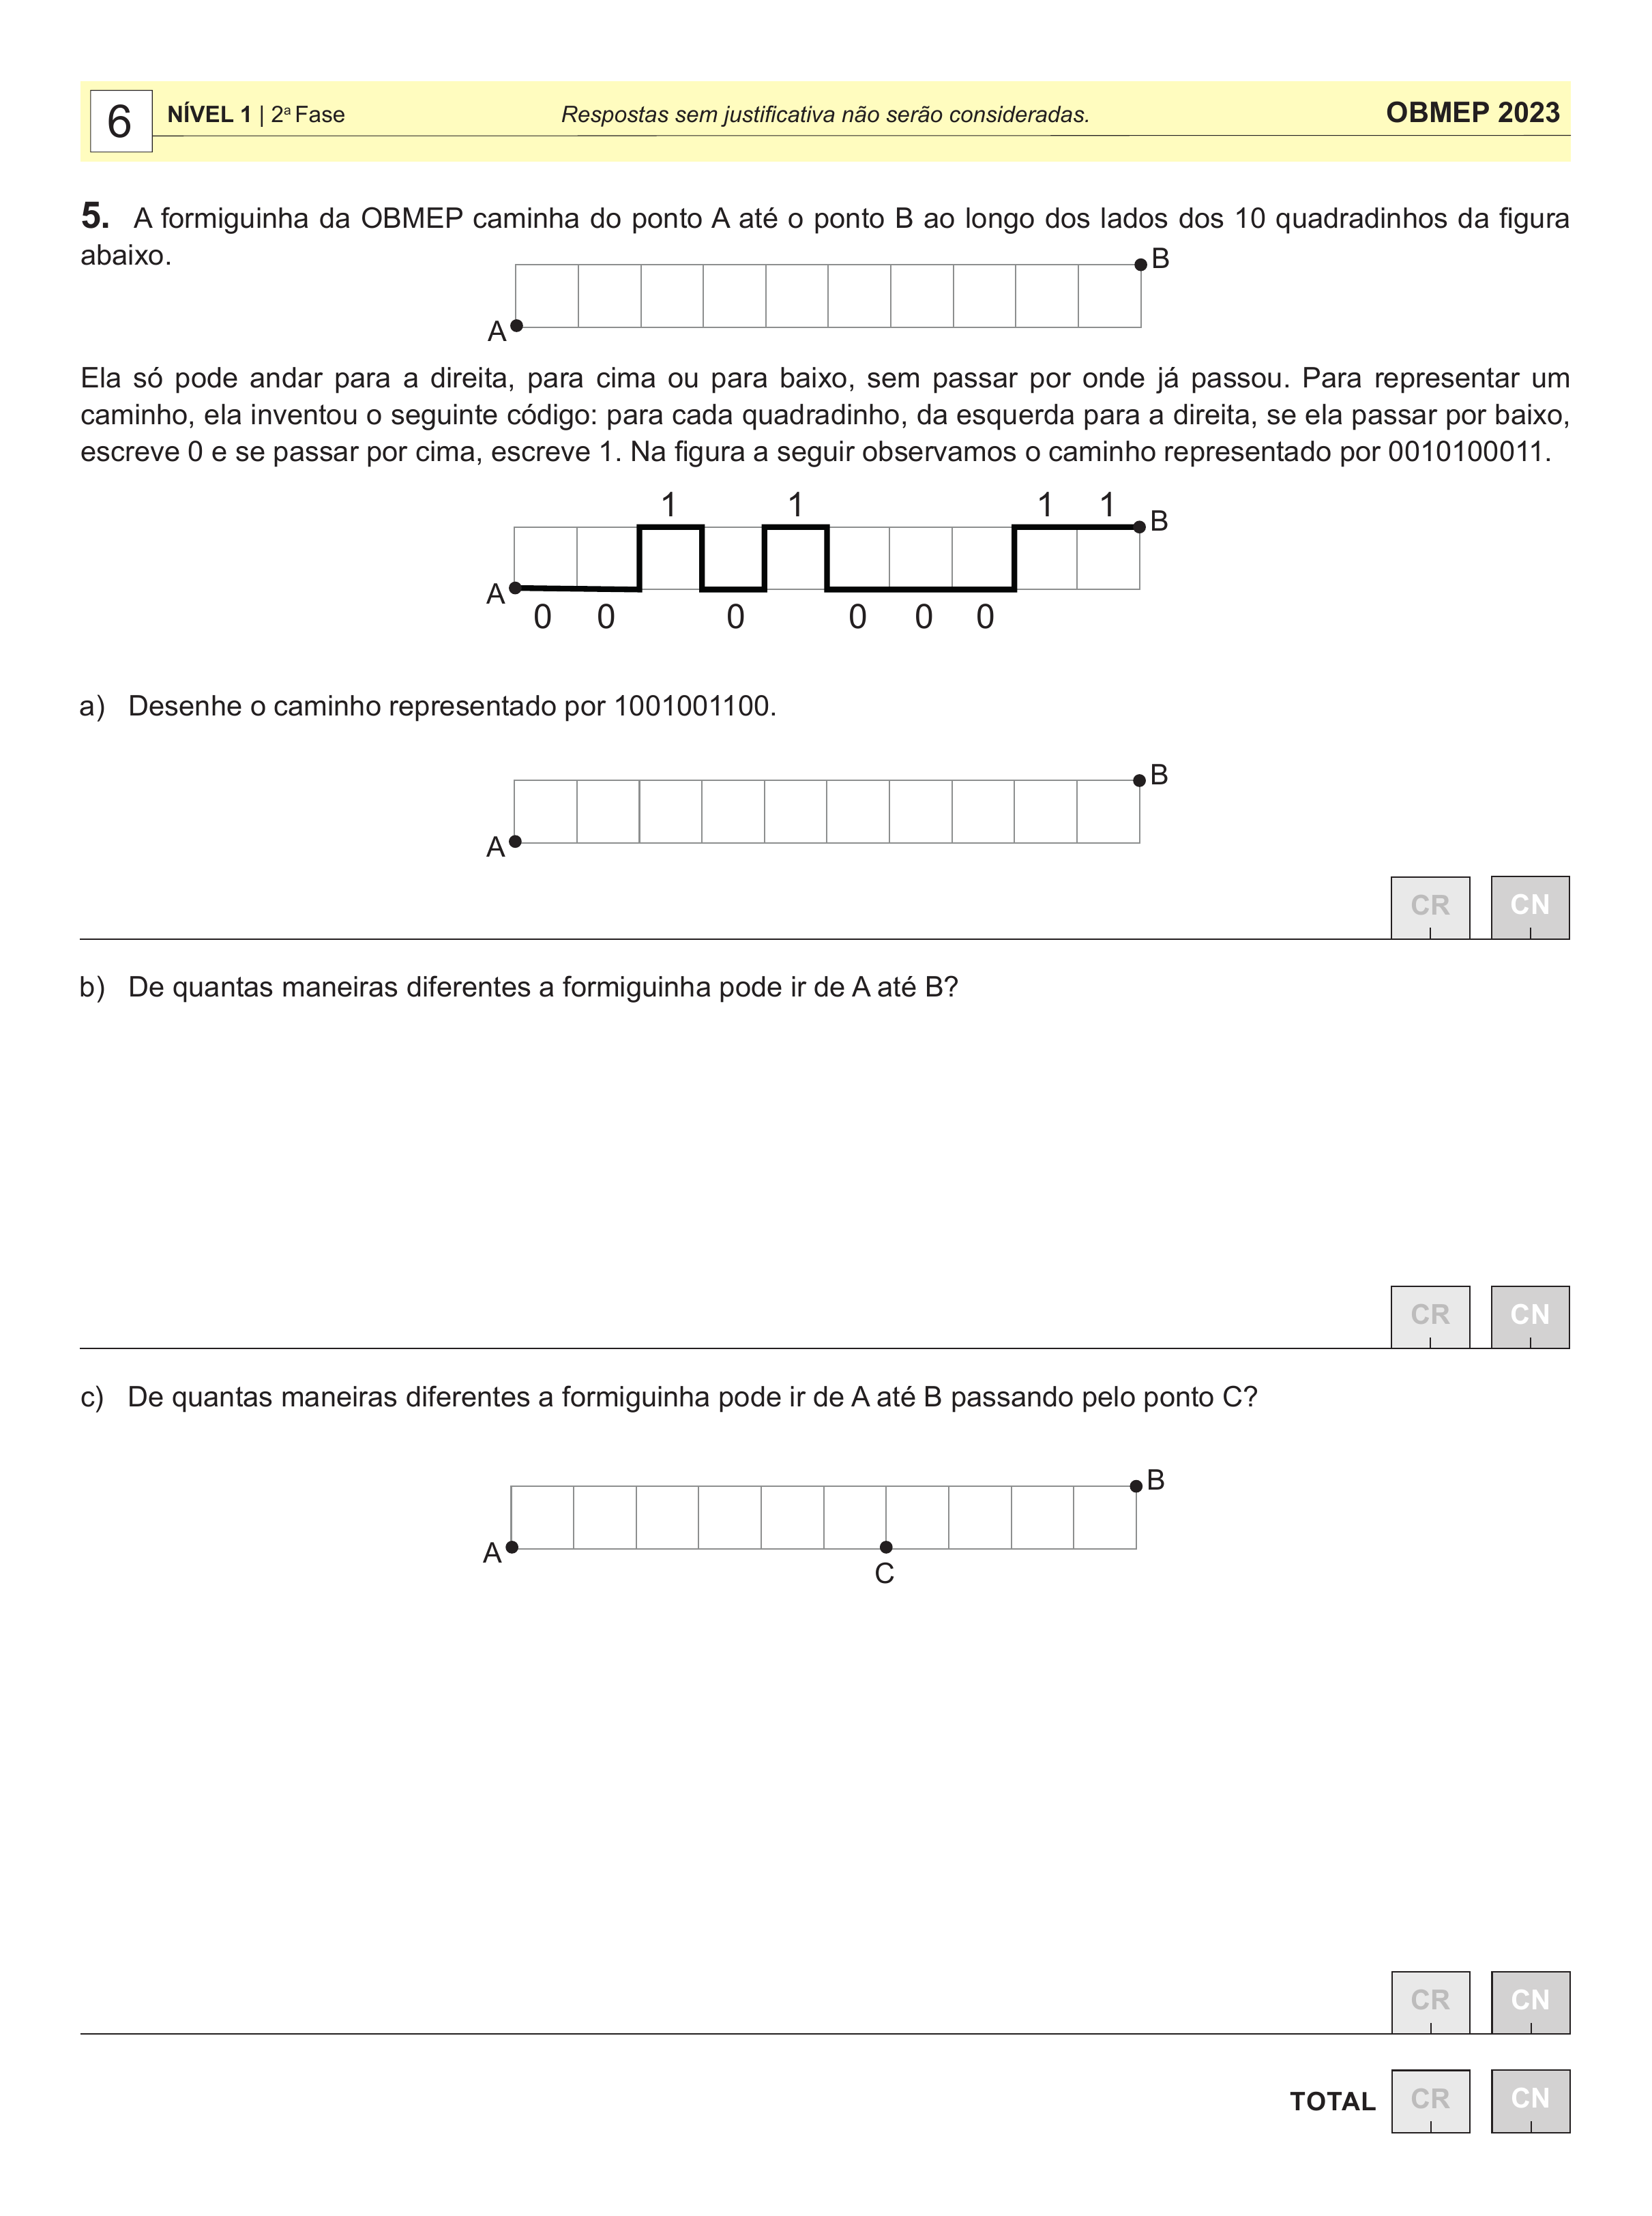 6 NÍVEL 1 | 2ª Fase Respostas sem justificativa não serão consideradas. OBMEP 2023
5. A formiguinha da OBMEP caminha do ponto A até o ponto B ao longo dos lados dos 10 quadradinhos da figura
abaixo.
B
A
Ela só pode andar para a direita, para cima ou para baixo, sem passar por onde já passou. Para representar um
caminho, ela inventou o seguinte código: para cada quadradinho, da esquerda para a direita, se ela passar por baixo,
escreve 0 e se passar por cima, escreve 1. Na figura a seguir observamos o caminho representado por 0010100011.
1 1 1 1
B
A
0 0 0 0 0 0
a) Desenhe o caminho representado por 1001001100.
B
A
CR CN
b) De quantas maneiras diferentes a formiguinha pode ir de A até B?
CR CN
c) De quantas maneiras diferentes a formiguinha pode ir de A até B passando pelo ponto C?
B
A
C
CR CN
TOTAL CR CN